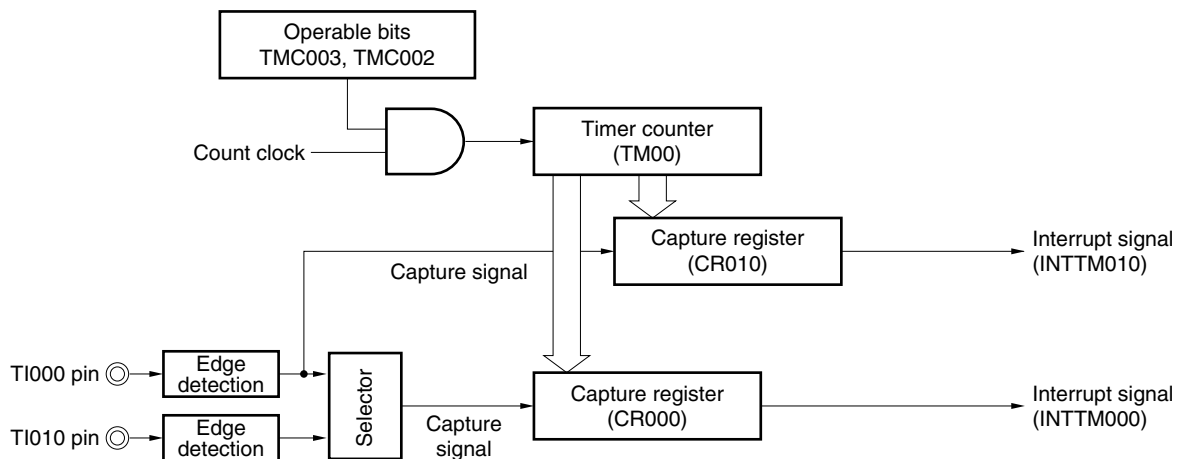 Operable bits
TMC003, TMC002
Count clock
Timer counter
(TM00)
Capture register
(CR010)
Interrupt signal
(INTTM010)
Capture signal
TI000 pin
Edge
detection
Selector
Capture register
(CR000)
Interrupt signal
(INTTM000)
TI010 pin
Edge
detection
Capture
signal